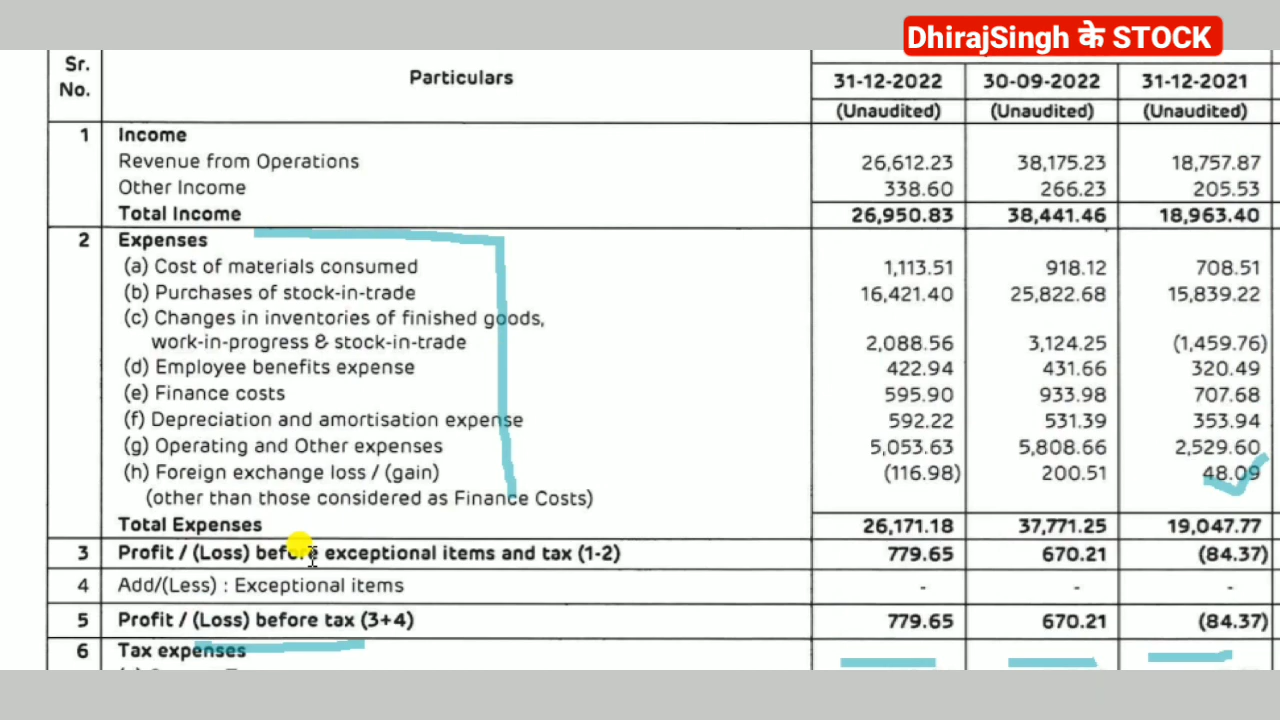 DhirajSingh के STOCK
Sr. No. Particulars 31-12-2022 30-09-2022 31-12-2021
(Unaudited) (Unaudited) (Unaudited)
1 Income
Revenue from Operations 26,612.23 38,175.23 18,757.87
Other Income 338.60 266.23 205.53
Total Income 26,950.83 38,441.46 18,963.40
2 Expenses
(a) Cost of materials consumed 1,113.51 918.12 708.51
(b) Purchases of stock-in-trade 16,421.40 25,822.68 15,839.22
(c) Changes in inventories of finished goods,
work-in-progress & stock-in-trade 2,088.56 3,124.25 (1,459.76)
(d) Employee benefits expense 422.94 431.66 320.49
(e) Finance costs 595.90 933.98 707.68
(f) Depreciation and amortisation expense 592.22 531.39 353.94
(g) Operating and Other expenses 5,053.63 5,808.66 2,529.60
(h) Foreign exchange loss / (gain) (116.98) 200.51 48.09
(other than those considered as Finance Costs)
Total Expenses 26,171.18 37,771.25 19,047.77
3 Profit / (Loss) before exceptional items and tax (1-2) 779.65 670.21 (84.37)
4 Add/(Less) : Exceptional items - - -
5 Profit / (Loss) before tax (3+4) 779.65 670.21 (84.37)
6 Tax expenses